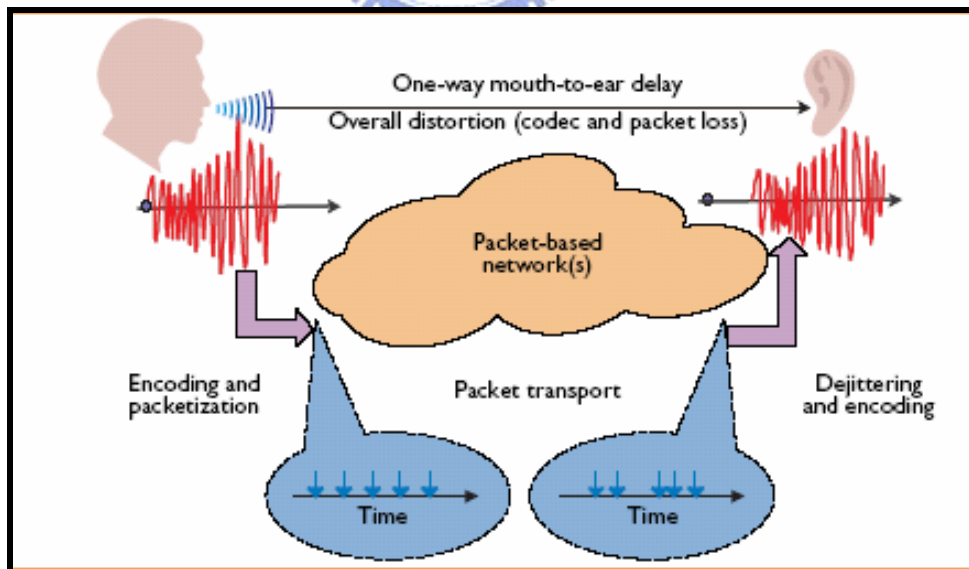 One-way mouth-to-ear delay
Overall distortion (codec and packet loss)
Packet-based
network(s)
Encoding and
packetization
Packet transport
Dejittering
and encoding
Time
Time